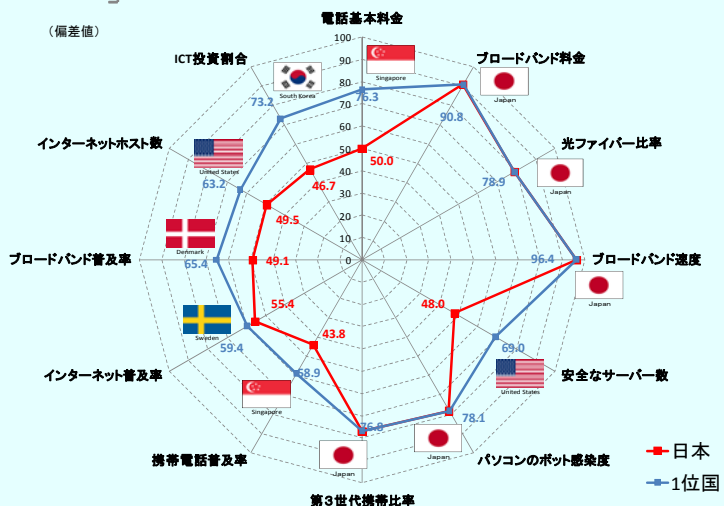 電話基本料金
（偏差値）
100
ICT投資割合
ブロードバンド料金
90
80
Singapore
South Korea
Japan
70
73.2
76.3
90.8
60
インターネットホスト数
光ファイバー比率
50
50.0
United States
46.7
40
63.2
78.9
Japan
30
49.5
20
10
Denmark
ブロードバンド普及率
65.4
49.1
0
96.4
ブロードバンド速度
Japan
55.4
48.0
Sweden
59.4
43.8
69.0
インターネット普及率
安全なサーバー数
58.9
United States
Singapore
76.8
78.1
携帯電話普及率
Japan
Japan
パソコンのボット感染度
日本
第３世代携帯比率
1位国